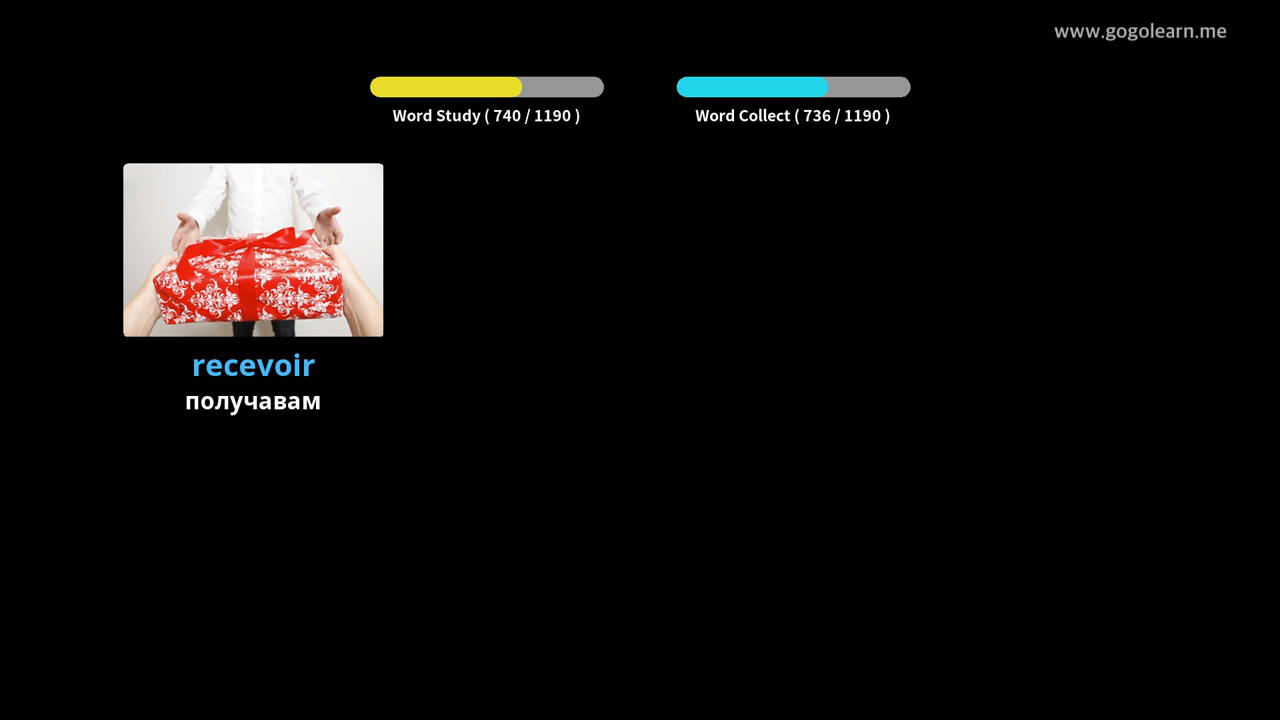 www.gogolearn.me
Word Study ( 740 / 1190 )
Word Collect ( 736 / 1190 )
recevoir
получавам